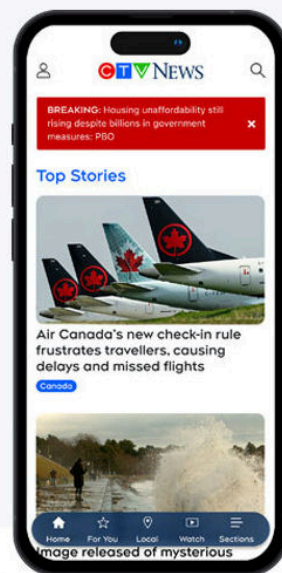 CTV NEWS
BREAKING: Housing unaffordability still
rising despite billions in government
measures: PBO
Top Stories
Air Canada's new check-in rule
frustrates travellers, causing
delays and missed flights
Canada
Home For You Local Watch Sections
Image released of mysterious